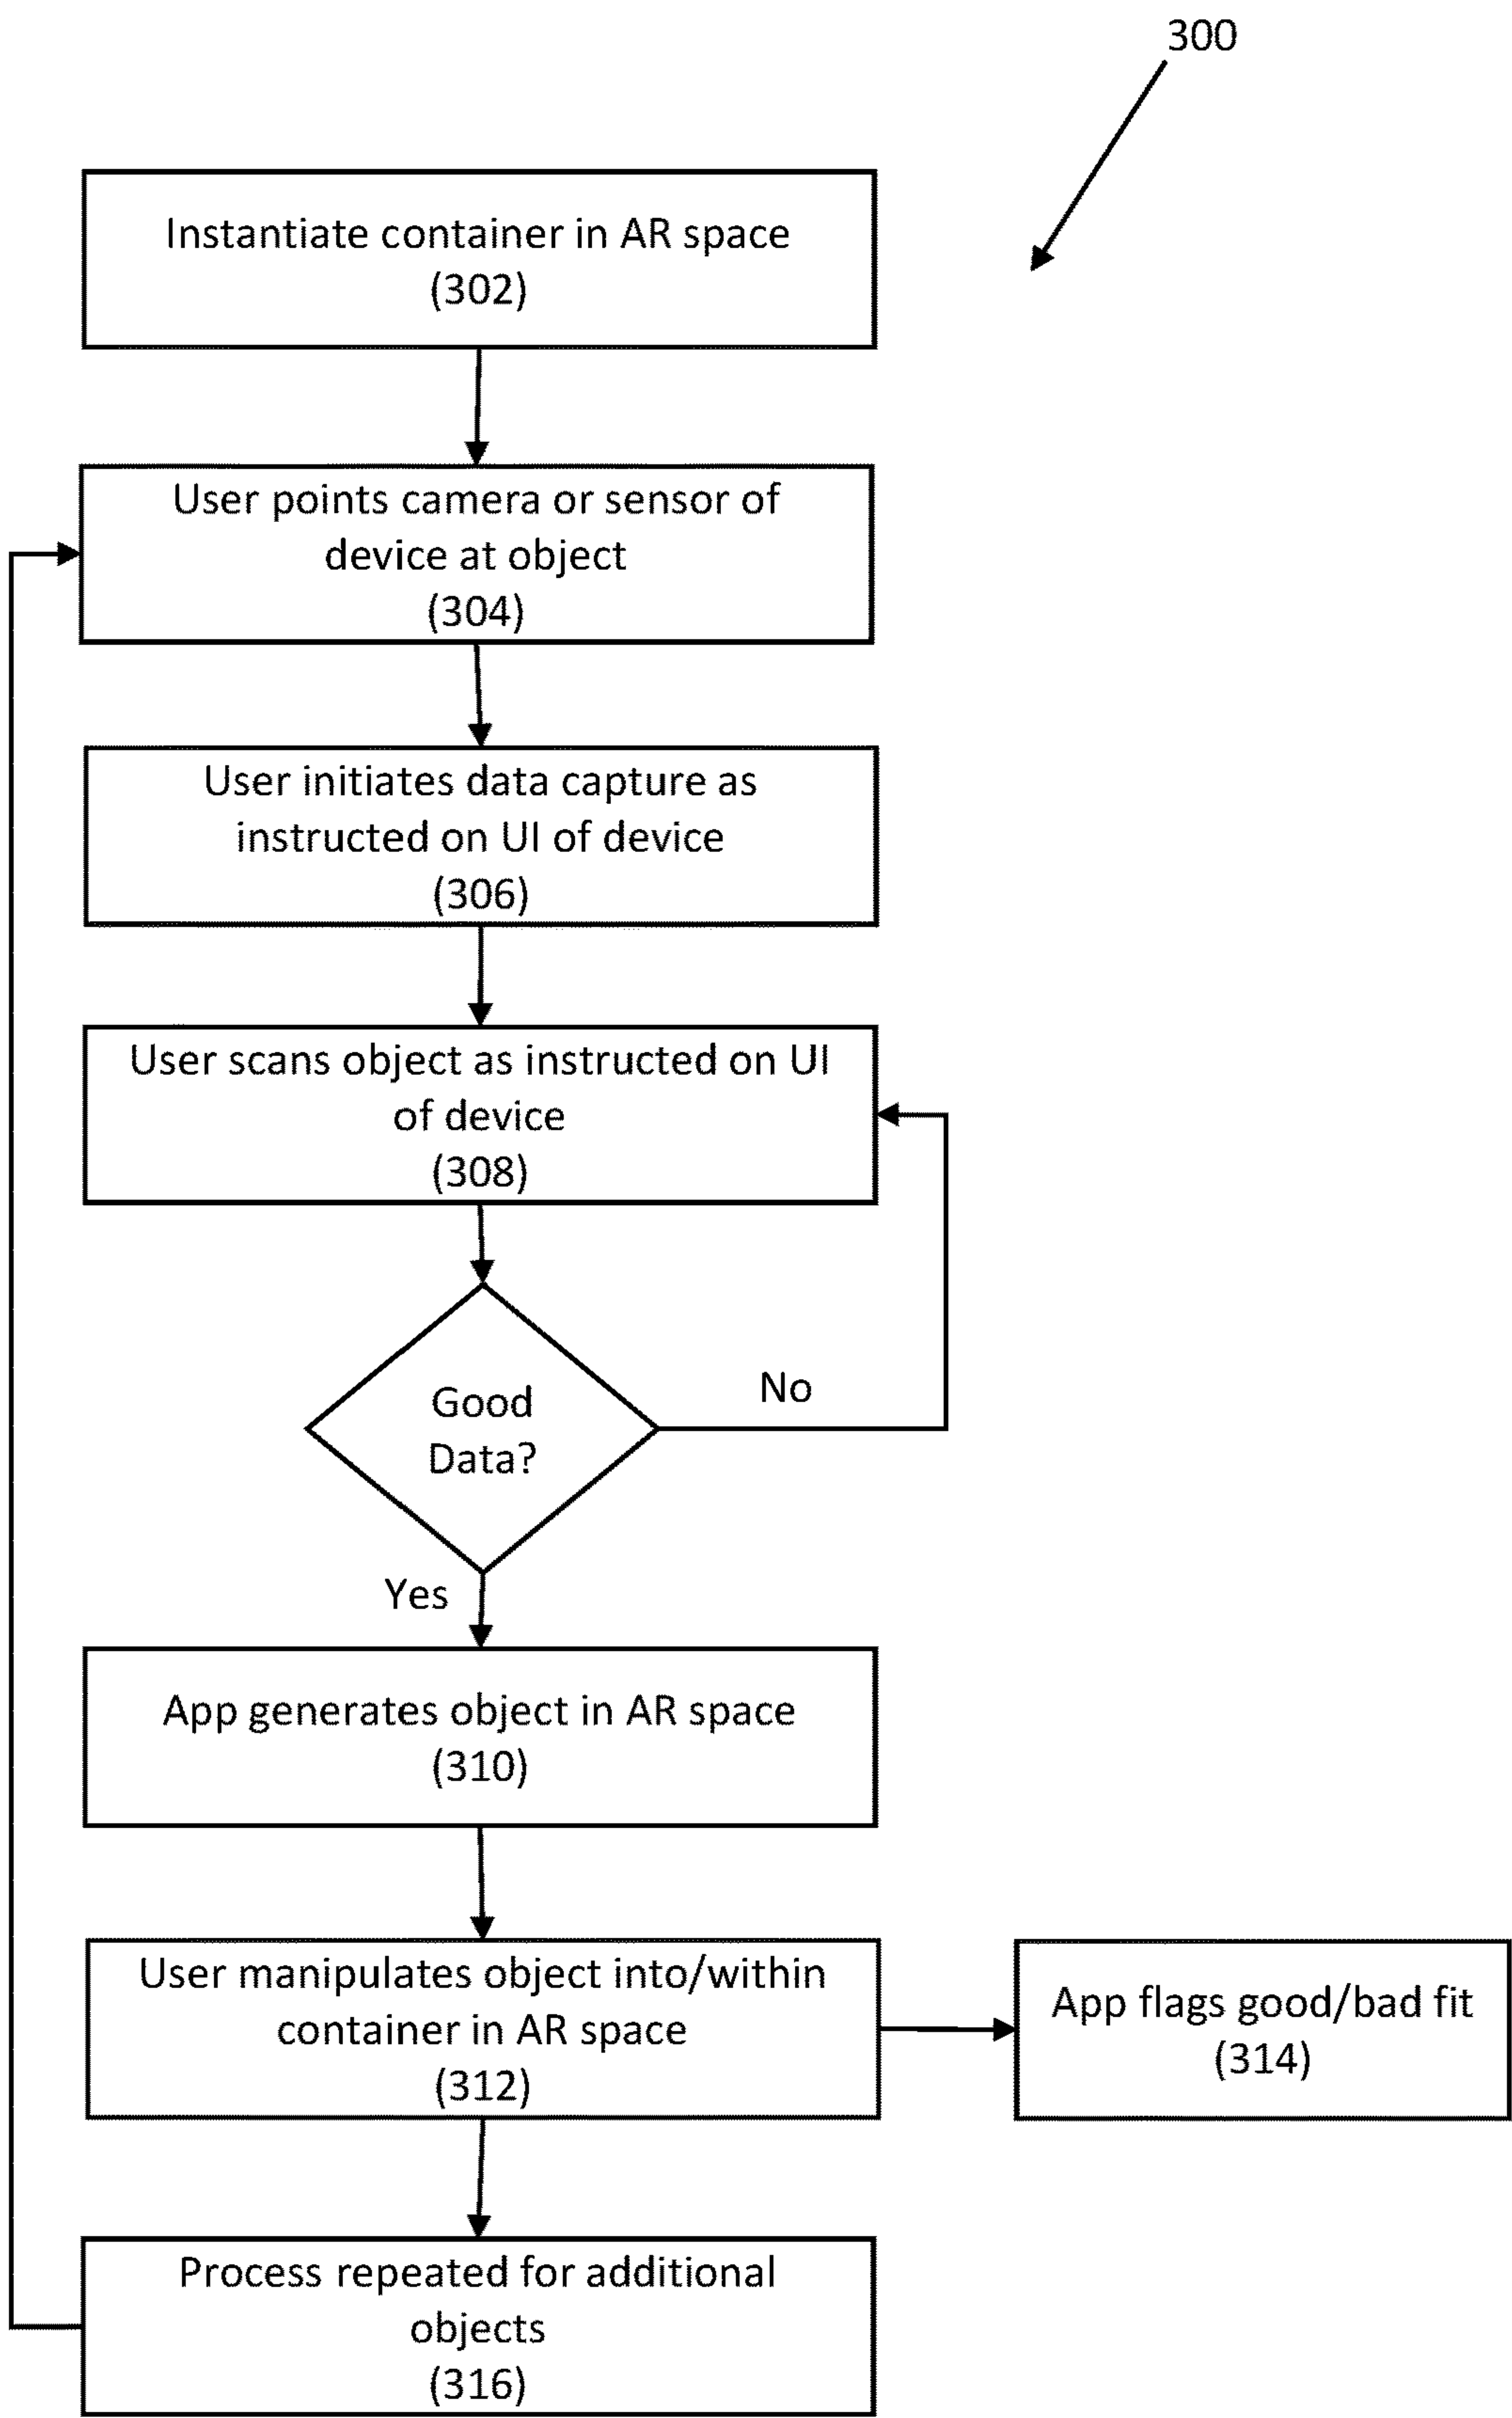 300
Instantiate container in AR space
(302)
User points camera or sensor of
device at object
(304)
User initiates data capture as
instructed on UI of device
(306)
User scans object as instructed on UI
of device
(308)
Good
Data?
No
Yes
App generates object in AR space
(310)
User manipulates object into/within
container in AR space
(312)
App flags good/bad fit
(314)
Process repeated for additional
objects
(316)